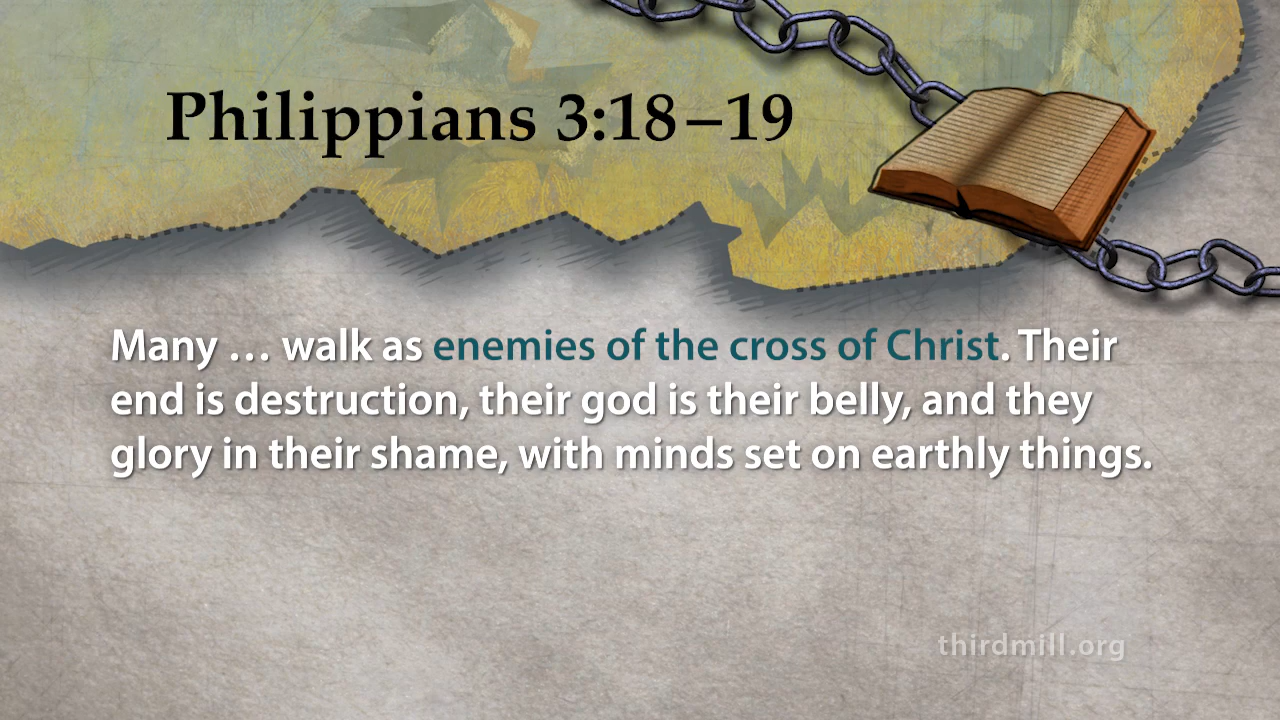 Philippians 3:18–19
Many … walk as enemies of the cross of Christ. Their
end is destruction, their god is their belly, and they
glory in their shame, with minds set on earthly things.
thirdmill.org